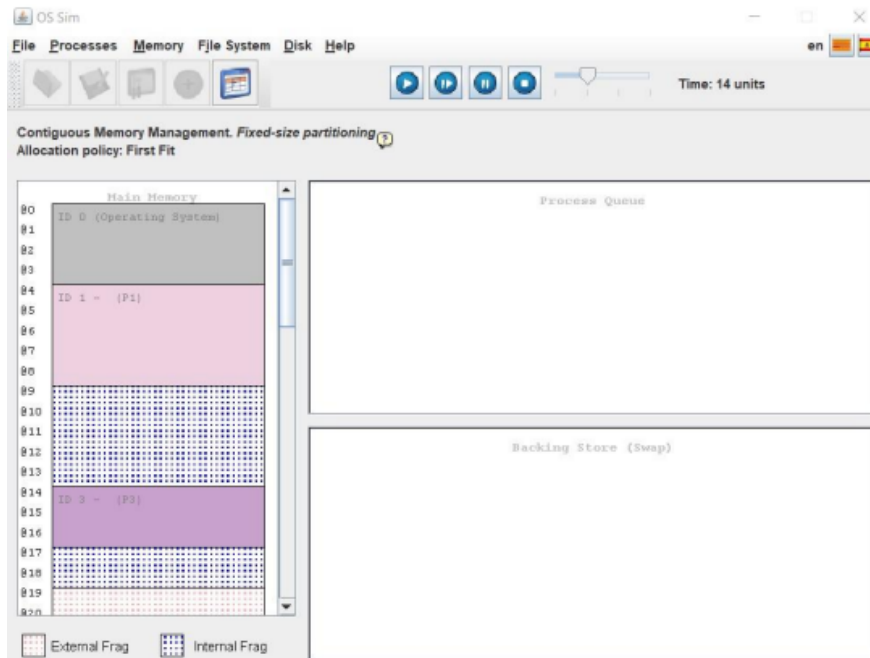 OS Sim
File Processes Memory File System Disk Help
en
Time: 14 units
Contiguous Memory Management. Fixed-size partitioning
?
Allocation policy: First Fit
Main Memory
@0
ID 0 (Operating System)
@1
@2
@3
@4
ID 1 - (P1)
@5
@6
@7
@8
@9
@10
@11
@12
@13
@14
ID 3 - (P3)
@15
@16
@17
@18
@19
@20
External Frag
Internal Frag
Process Queue
Backing Store (Swap)